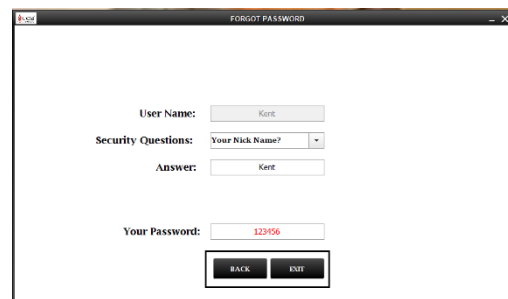 FORGOT PASSWORD
User Name: Kent
Security Questions: Your Nick Name?
Answer: Kent
Your Password: 123456
BACK EXIT